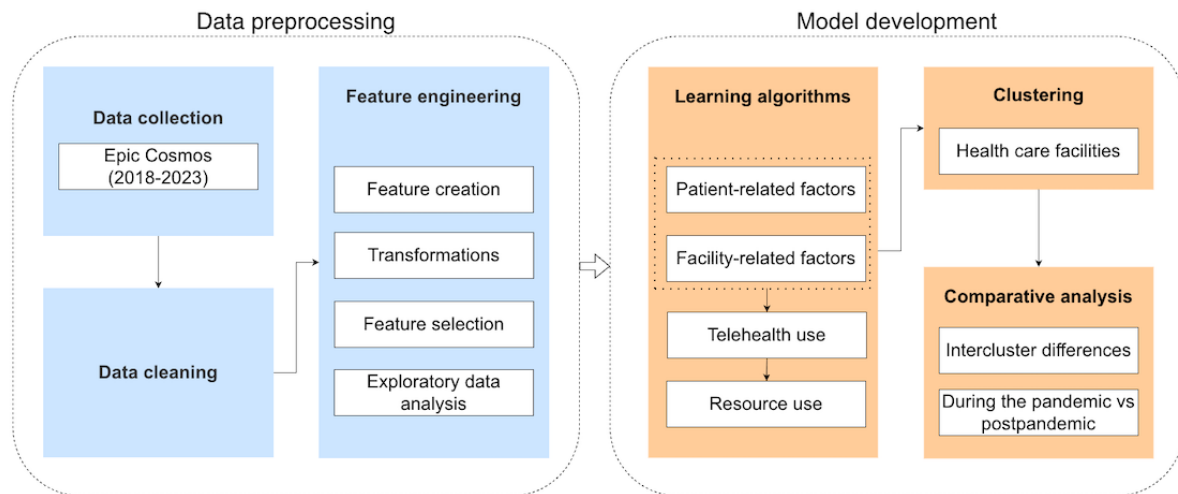 Data preprocessing
Data collection
Epic Cosmos
(2018-2023)
Data cleaning
Feature engineering
Feature creation
Transformations
Feature selection
Exploratory data
analysis
Model development
Learning algorithms
Patient-related factors
Facility-related factors
Telehealth use
Resource use
Clustering
Health care facilities
Comparative analysis
Intercluster differences
During the pandemic vs
postpandemic